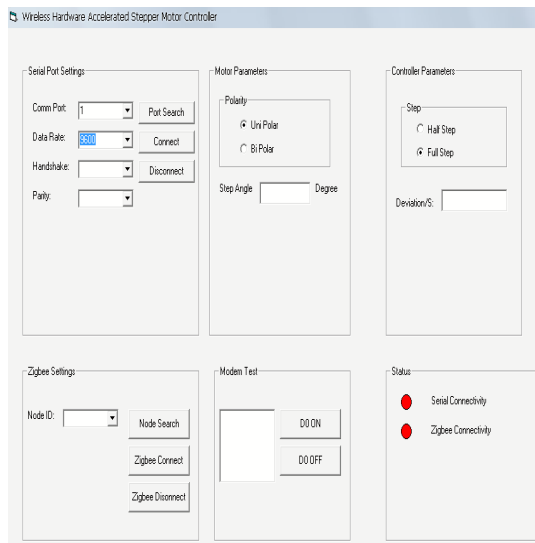 Wireless Hardware Accelerated Stepper Motor Controller
Serial Port Settings
Comm Port:
1
Port Search
Data Rate:
9600
Connect
Handshake:
Disconnect
Parity:
Motor Parameters
Polarity
Uni Polar
Bi Polar
Step Angle
Degree
Controller Parameters
Step
Half Step
Full Step
Deviation/S:
Zigbee Settings
Node ID:
Node Search
Zigbee Connect
Zigbee Disonnect
Modem Test
D0 ON
D0 OFF
Status
Serial Connectivity
Zigbee Connectivity